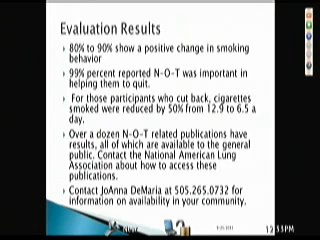 Evaluation Results
80% to 90% show a positive change in smoking
behavior
99% percent reported N-O-T was important in
helping them to quit.
For those participants who cut back, cigarettes
smoked were reduced by 50% from 12.9 to 6.5 a
day.
Over a dozen N-O-T related publications have
results, all of which are available to the general
public. Contact the National American Lung
Association about how to access these
publications.
Contact JoAnna DeMaria at 505.265.0732 for
information on availability in your community.